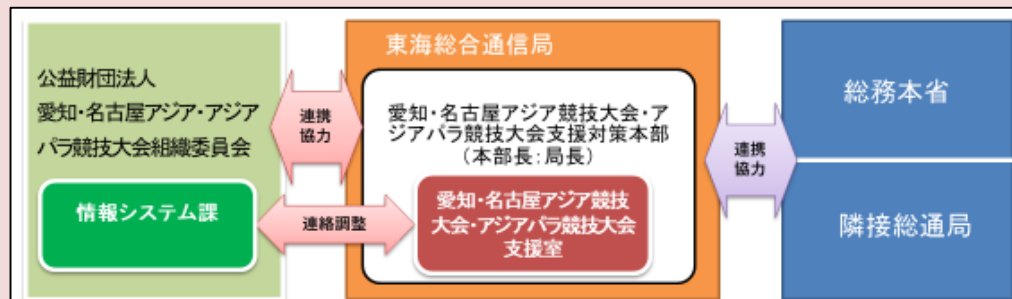 公益財団法人
愛知・名古屋アジア・アジア
パラ競技大会組織委員会
情報システム課
連携
協力
連絡調整
東海総合通信局
愛知・名古屋アジア競技大会・ア
ジアパラ競技大会支援対策本部
(本部長:局長)
愛知・名古屋アジア競技
大会・アジアパラ競技大会
支援室
連携
協力
総務本省
隣接総通局